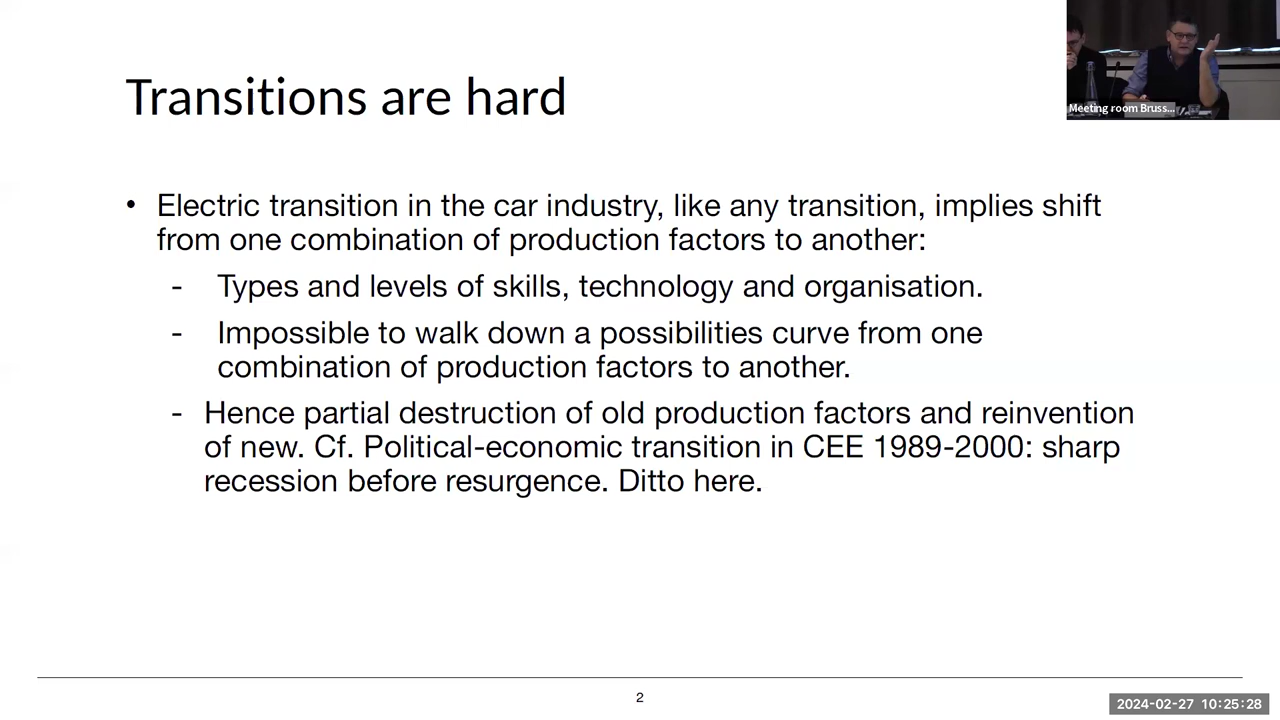 Transitions are hard
Meeting room Bruss...
• Electric transition in the car industry, like any transition, implies shift
from one combination of production factors to another:
- Types and levels of skills, technology and organisation.
- Impossible to walk down a possibilities curve from one
combination of production factors to another.
- Hence partial destruction of old production factors and reinvention
of new. Cf. Political-economic transition in CEE 1989-2000: sharp
recession before resurgence. Ditto here.
2
2024-02-27 10:25:28